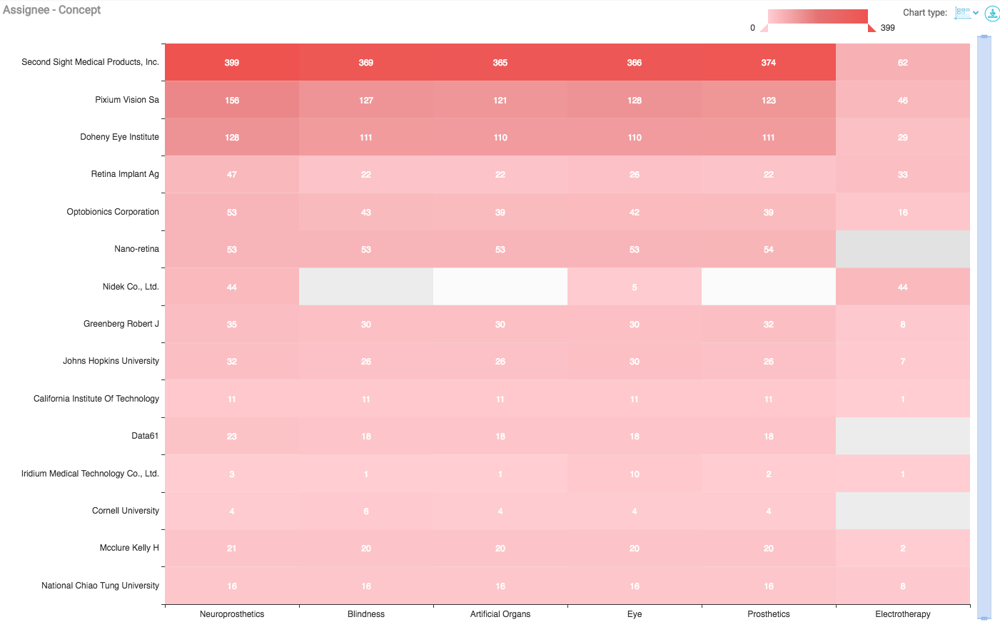 Assignee - Concept
0 399 Chart type:
Second Sight Medical Products, Inc. 399 369 365 366 374 62
Pixium Vision Sa 156 127 121 128 123 46
Doheny Eye Institute 128 111 110 110 111 29
Retina Implant Ag 47 22 22 26 22 33
Optobionics Corporation 53 43 39 42 39 16
Nano-retina 53 53 53 53 54
Nidek Co., Ltd. 44 5 44
Greenberg Robert J 35 30 30 30 32 8
Johns Hopkins University 32 26 26 30 26 7
California Institute Of Technology 11 11 11 11 11 1
Data61 23 18 18 18 18
Iridium Medical Technology Co., Ltd. 3 1 1 10 2 1
Cornell University 4 6 4 4 4
Mcclure Kelly H 21 20 20 20 20 2
National Chiao Tung University 16 16 16 16 16 8
Neuroprosthetics Blindness Artificial Organs Eye Prosthetics Electrotherapy